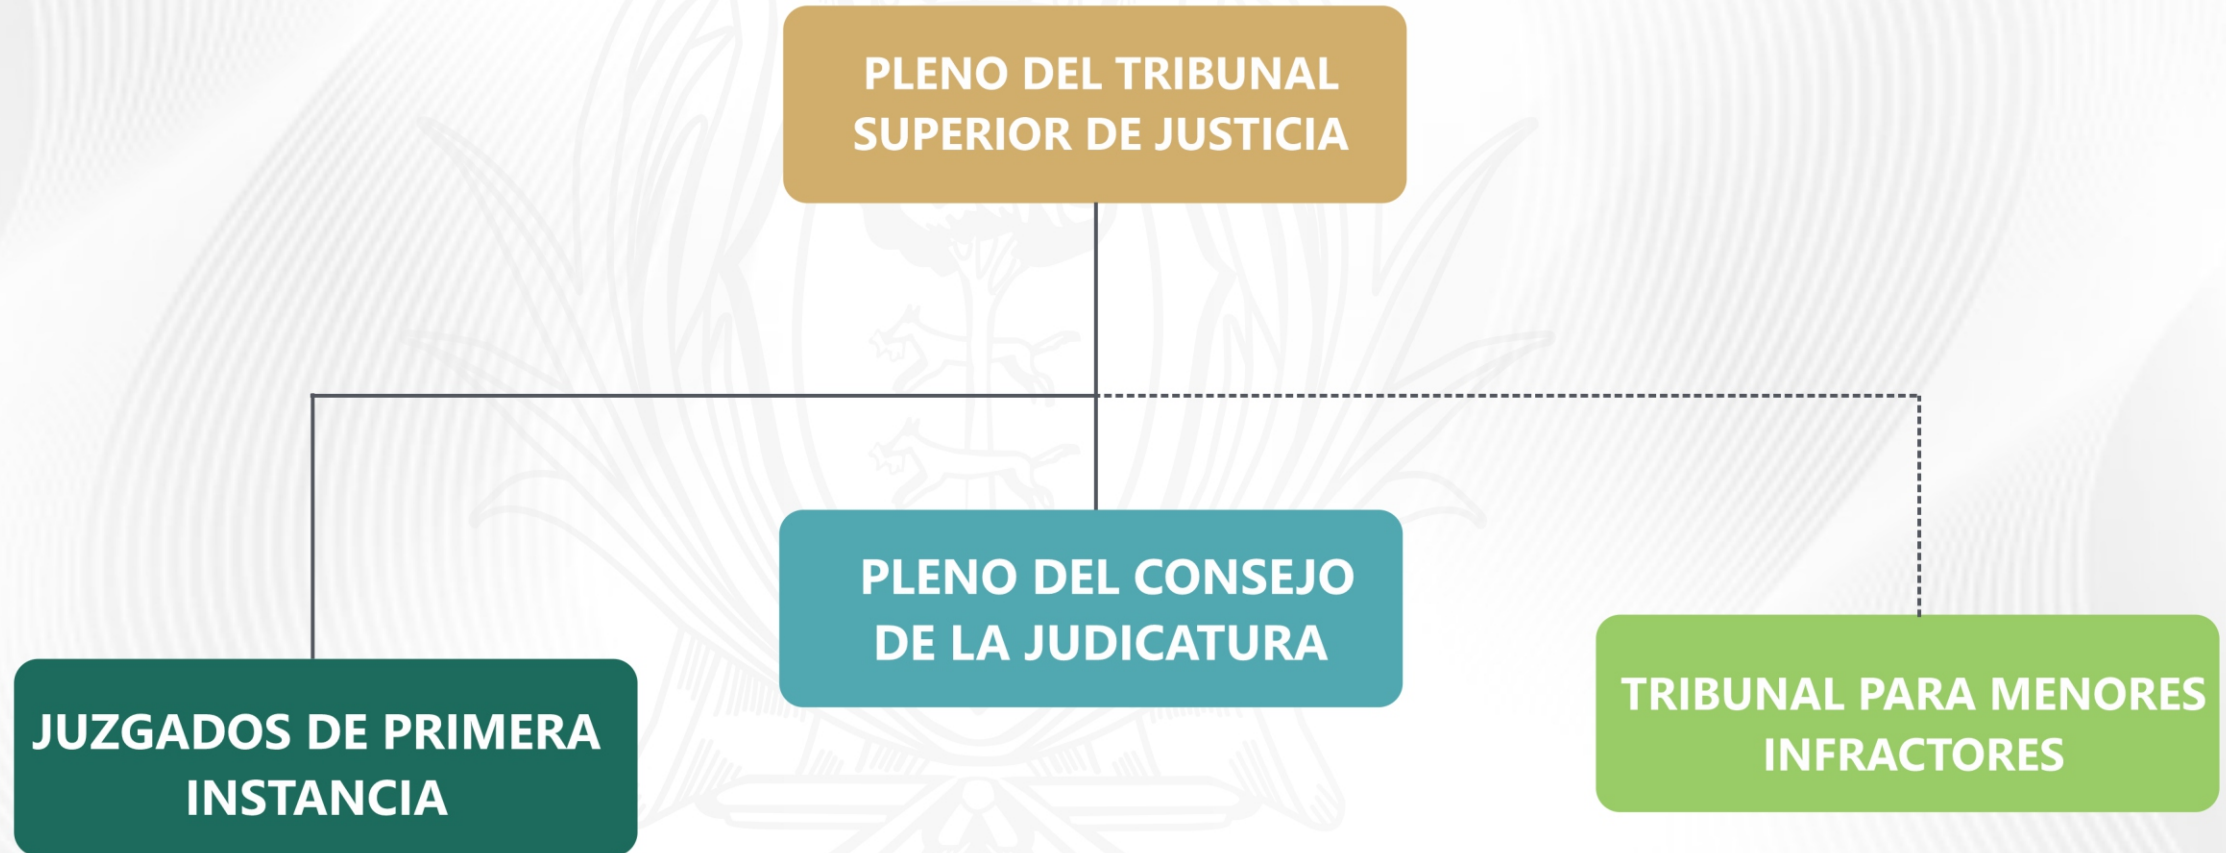 PLENO DEL TRIBUNAL
SUPERIOR DE JUSTICIA
PLENO DEL CONSEJO
DE LA JUDICATURA
JUZGADOS DE PRIMERA
INSTANCIA
TRIBUNAL PARA MENORES
INFRACTORES